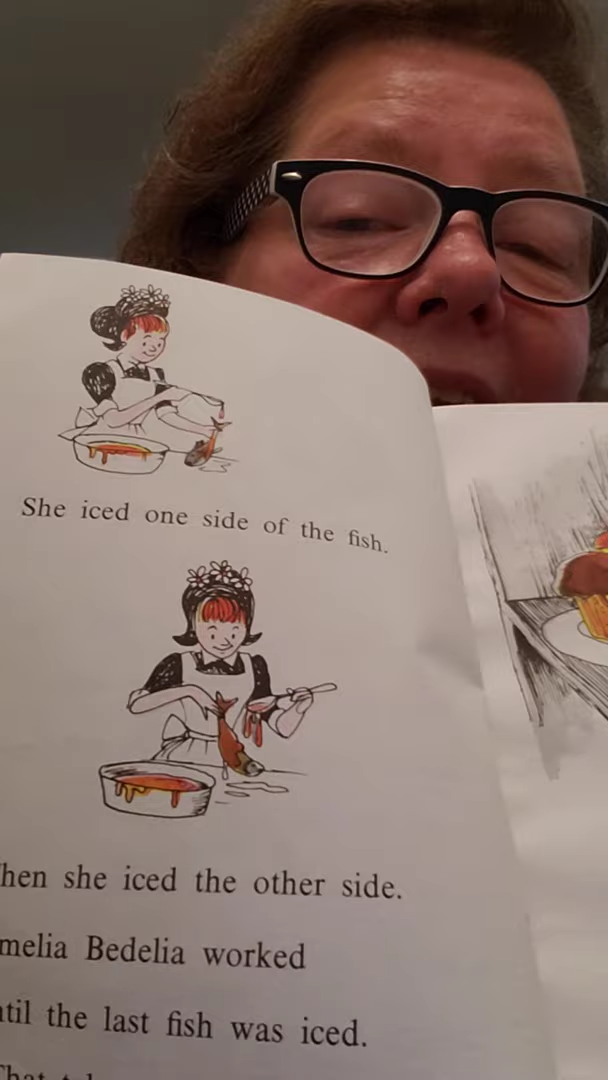 She iced one side of the fish.
hen she iced the other side.
melia Bedelia worked
til the last fish was iced.